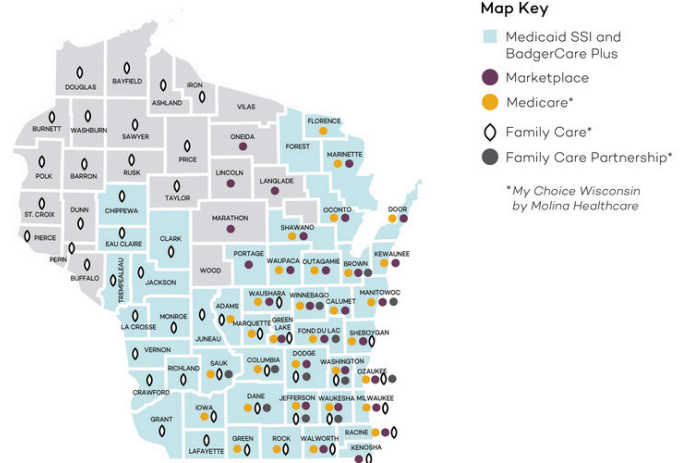 Map Key
Medicaid SSI and
BadgerCare Plus
Marketplace
Medicare*
Family Care*
Family Care Partnership*
*My Choice Wisconsin
by Molina Healthcare
DOUGLAS
BAYFIELD
ASHLAND
IRON
VILAS
FLORENCE
BURNETT
WASHBURN
SAWYER
PRICE
ONEIDA
FOREST
MARINETTE
POLK
BARRON
RUSK
TAYLOR
LINCOLN
LANGLADE
OCONTO
DOOR
ST. CROIX
DUNN
CHIPPEWA
MARATHON
SHAWANO
PIERCE
PEPIN
EAU CLAIRE
CLARK
BUFFALO
TREMPEALEAU
JACKSON
WOOD
PORTAGE
WAUPACA
OUTAGAMIE
BROWN
KEWAUNEE
LA CROSSE
MONROE
JUNEAU
ADAMS
WAUSHARA
WINNEBAGO
CALUMET
MANITOWOC
MARQUETTE
GREEN
LAKE
FOND DU LAC
SHEBOYGAN
VERNON
RICHLAND
SAUK
COLUMBIA
DODGE
WASHINGTON
OZAUKEE
CRAWFORD
GRANT
IOWA
DANE
JEFFERSON
WAUKESHA
MILWAUKEE
LAFAYETTE
GREEN
ROCK
WALWORTH
RACINE
KENOSHA